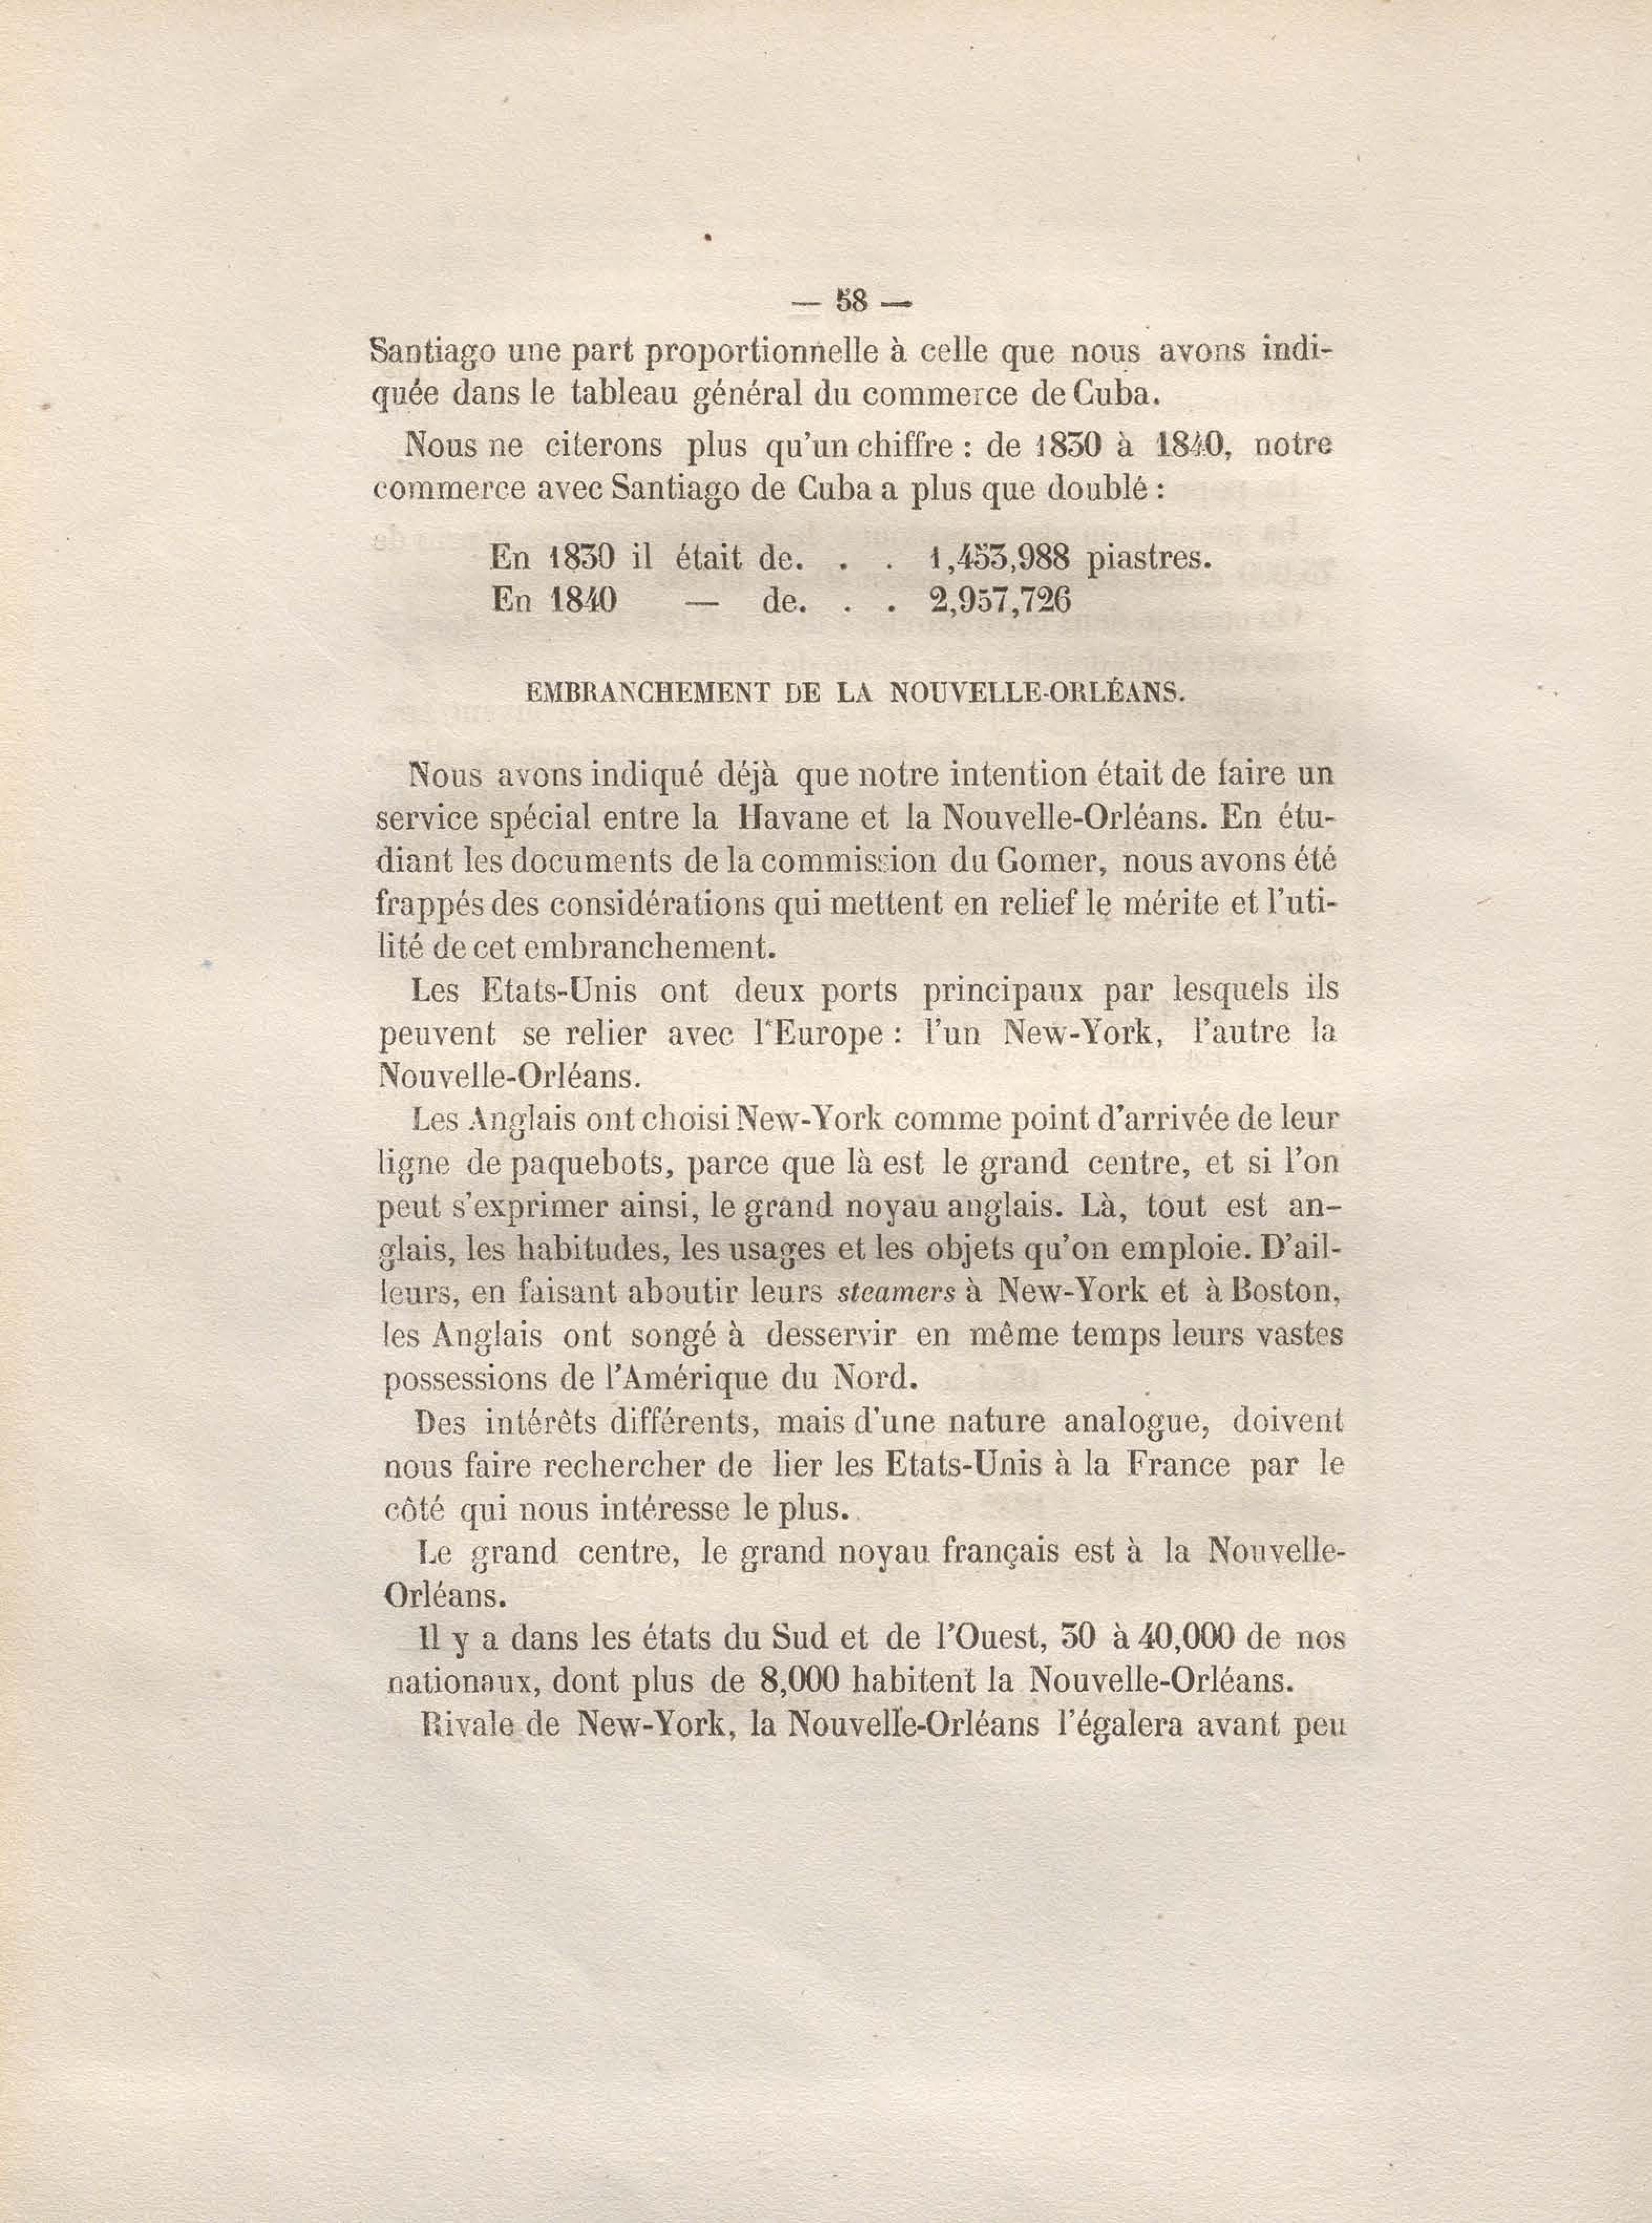 — 58 —
Santiago une part proportionnelle à celle que nous avons indi-
quée dans le tableau général du commerce de Cuba.
Nous ne citerons plus qu'un chiffre : de 1830 à 1840, notre
commerce avec Santiago de Cuba a plus que doublé :
En 1830 il était de. . . 1,453,988 piastres.
En 1840 — de. . . 2,957,726
EMBRANCHEMENT DE LA NOUVELLE-ORLÉANS.
Nous avons indiqué déjà que notre intention était de faire un
service spécial entre la Havane et la Nouvelle-Orléans. En étu-
diant les documents de la commission du Gomer, nous avons été
frappés des considérations qui mettent en relief le mérite et l'uti-
lité de cet embranchement.
Les Etats-Unis ont deux ports principaux par lesquels ils
peuvent se relier avec l'Europe : l'un New-York, l'autre la
Nouvelle-Orléans.
Les Anglais ont choisi New-York comme point d'arrivée de leur
ligne de paquebots, parce que là est le grand centre, et si l'on
peut s'exprimer ainsi, le grand noyau anglais. Là, tout est an-
glais, les habitudes, les usages et les objets qu'on emploie. D'ail-
leurs, en faisant aboutir leurs steamers à New-York et à Boston,
les Anglais ont songé à desservir en même temps leurs vastes
possessions de l'Amérique du Nord.
Des intérêts différents, mais d'une nature analogue, doivent
nous faire rechercher de lier les Etats-Unis à la France par le
côté qui nous intéresse le plus.
Le grand centre, le grand noyau français est à la Nouvelle-
Orléans.
Il y a dans les états du Sud et de l'Ouest, 30 à 40,000 de nos
nationaux, dont plus de 8,000 habitent la Nouvelle-Orléans.
Rivale de New-York, la Nouvelle-Orléans l'égalera avant peu